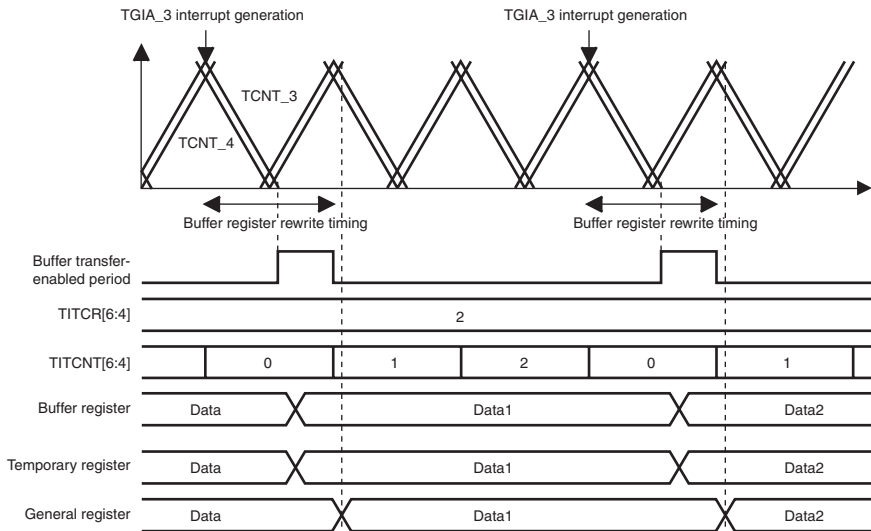 TGIA_3 interrupt generation
TGIA_3 interrupt generation
TCNT_3
TCNT_4
Buffer register rewrite timing
Buffer register rewrite timing
Buffer transfer-
enabled period
TITCR[6:4]
2
TITCNT[6:4]
0
1
2
0
1
Buffer register
Data
Data1
Data2
Temporary register
Data
Data1
Data2
General register
Data
Data1
Data2